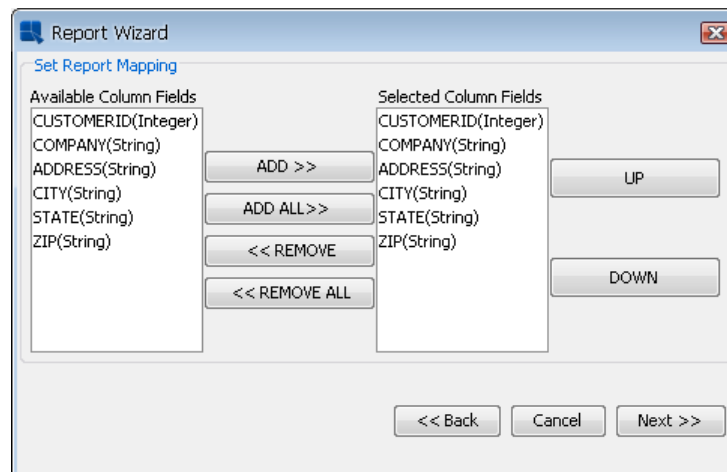 Report Wizard
Set Report Mapping
Available Column Fields
CUSTOMERID(Integer)
COMPANY(String)
ADDRESS(String)
CITY(String)
STATE(String)
ZIP(String)
ADD >>
ADD ALL>>
<< REMOVE
<< REMOVE ALL
Selected Column Fields
CUSTOMERID(Integer)
COMPANY(String)
ADDRESS(String)
CITY(String)
STATE(String)
ZIP(String)
UP
DOWN
<< Back
Cancel
Next >>